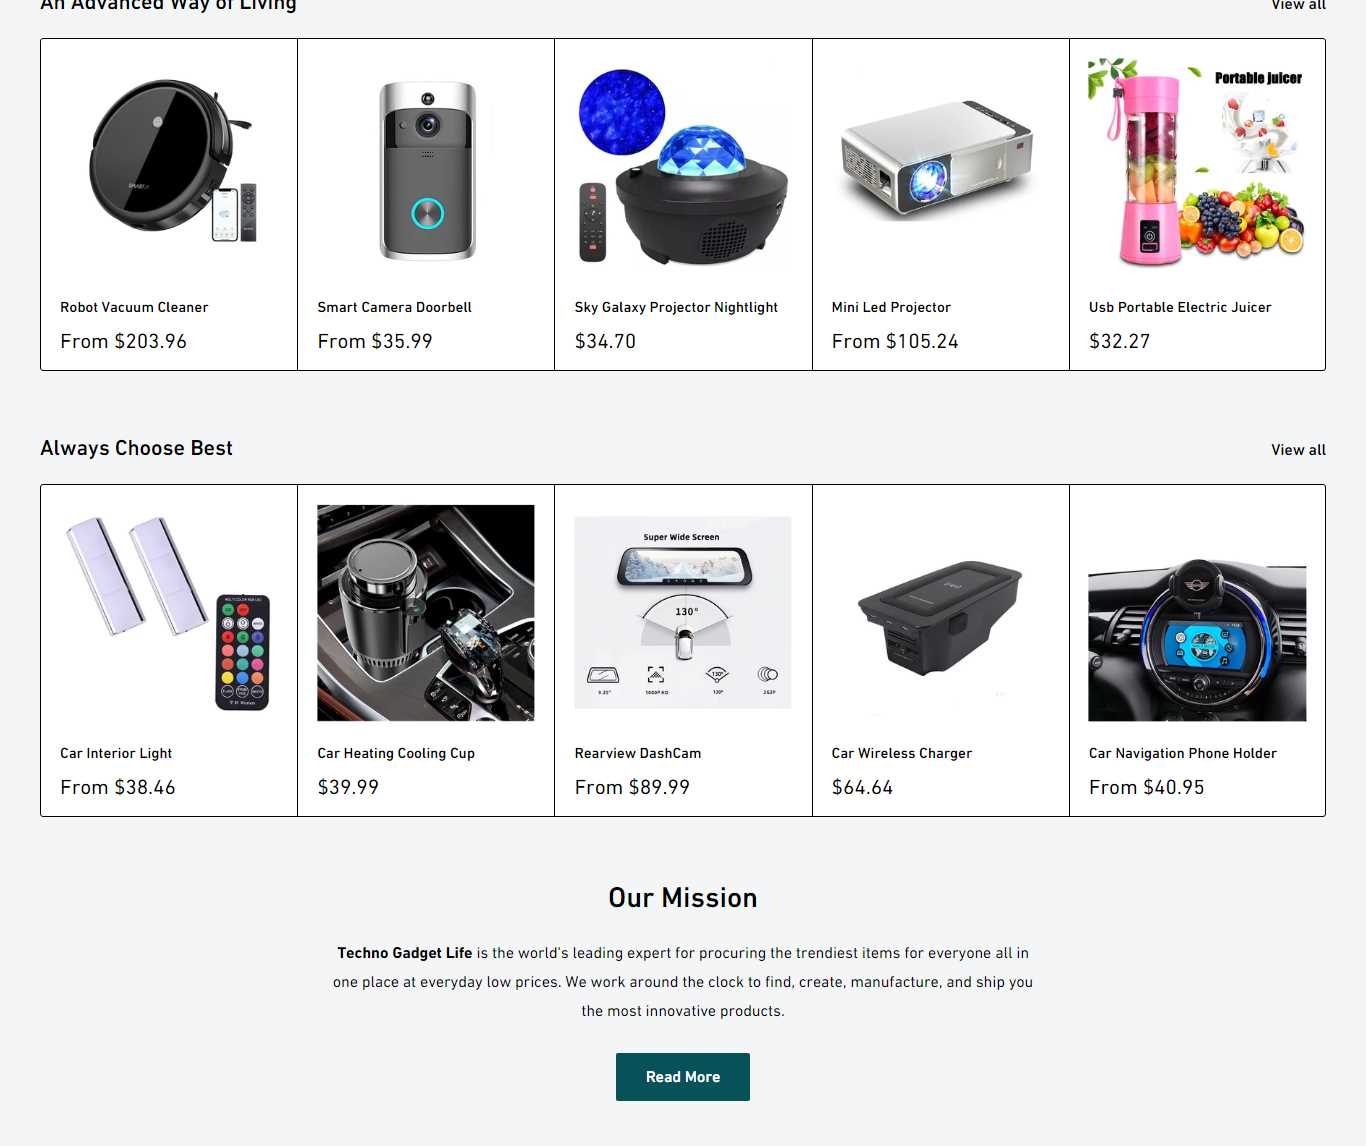 An Advanced Way of Living
View all
Portable juicer
Robot Vacuum Cleaner
From $203.96
Smart Camera Doorbell
From $35.99
Sky Galaxy Projector Nightlight
$34.70
Mini Led Projector
From $105.24
Usb Portable Electric Juicer
$32.27
Always Choose Best
View all
Super Wide Screen
130°
130°
130°
Car Interior Light
From $38.46
Car Heating Cooling Cup
$39.99
Rearview DashCam
From $89.99
Car Wireless Charger
$64.64
Car Navigation Phone Holder
From $40.95
Our Mission
Techno Gadget Life is the world's leading expert for procuring the trendiest items for everyone all in
one place at everyday low prices. We work around the clock to find, create, manufacture, and ship you
the most innovative products.
Read More